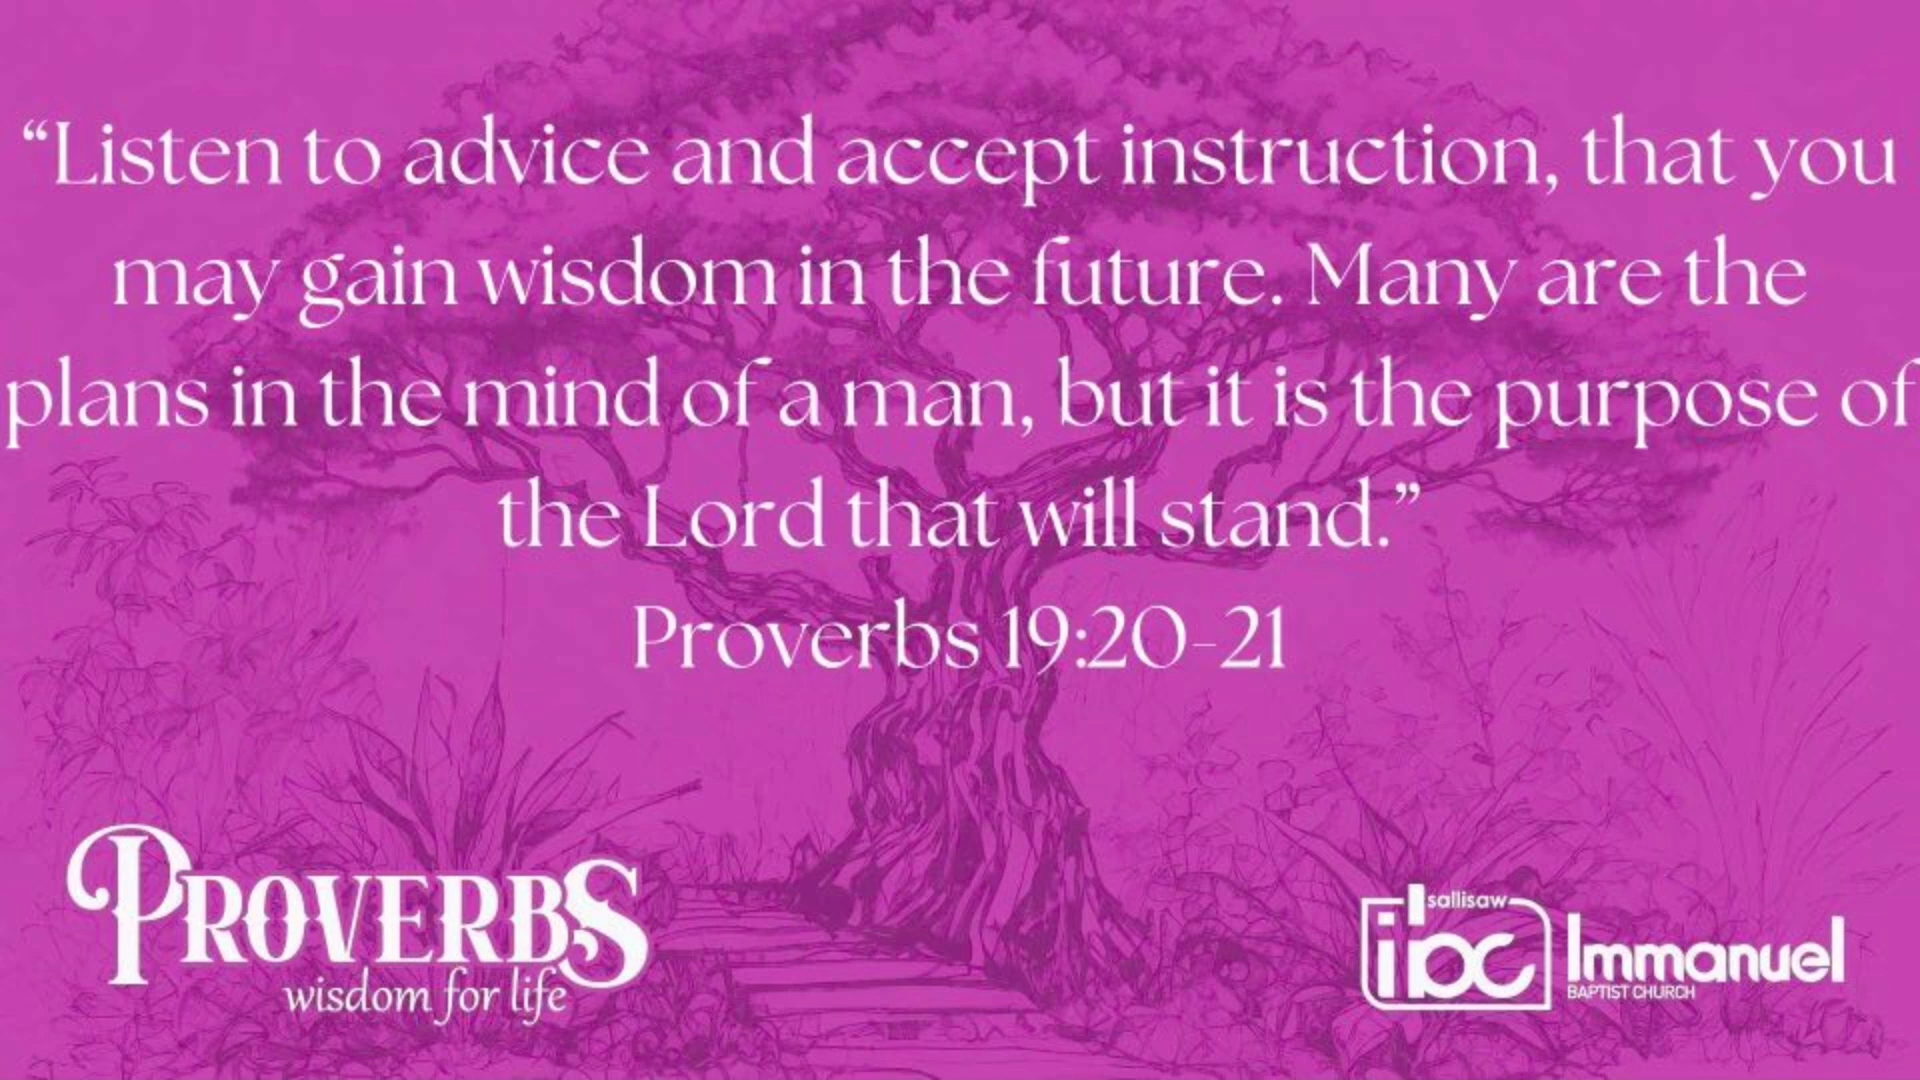 “Listen to advice and accept instruction, that you
may gain wisdom in the future. Many are the
plans in the mind of a man, but it is the purpose of
the Lord that will stand.”
Proverbs 19:20-21
PROVERBS
wisdom for life
sallisaw
ibc
Immanuel
BAPTIST CHURCH